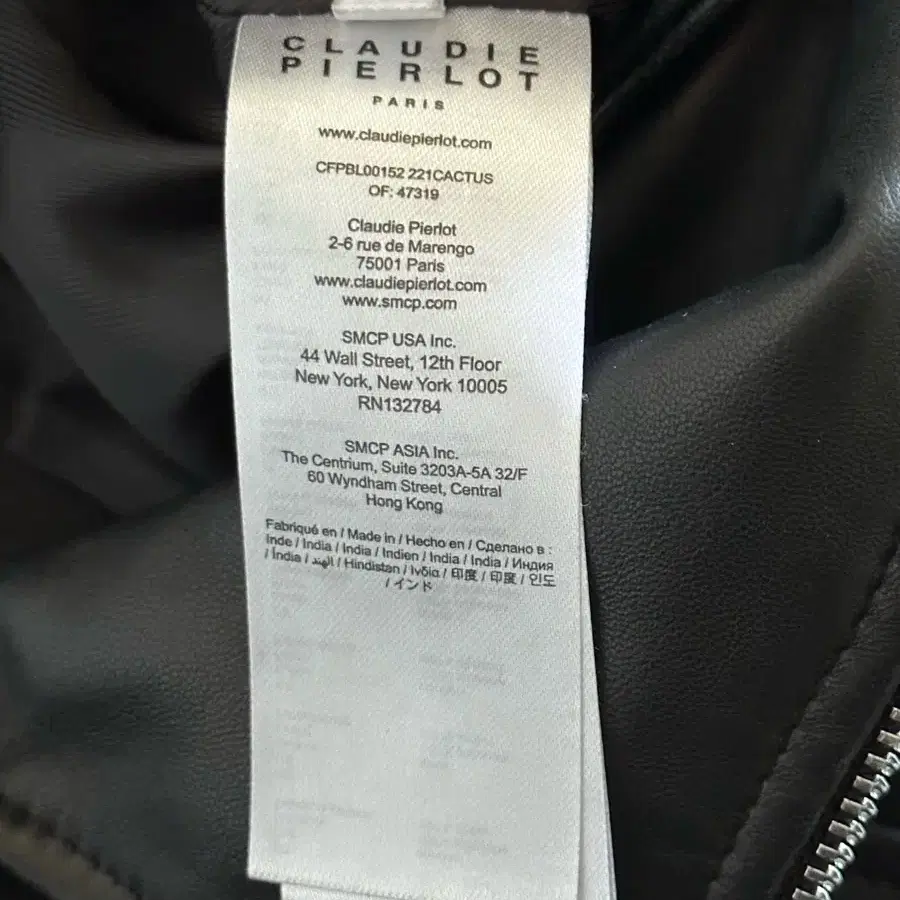 CLAUDIE
PIERLOT
PARIS
www.claudiepierlot.com
CFPBL00152 221CACTUS
OF: 47319
Claudie Pierlot
2-6 rue de Marengo
75001 Paris
www.claudiepierlot.com
www.smcp.com
SMCP USA Inc.
44 Wall Street, 12th Floor
New York, New York 10005
RN132784
SMCP ASIA Inc.
The Centrium, Suite 3203A-5A 32/F
60 Wyndham Street, Central
Hong Kong
Fabriqué en / Made in / Hecho en / Сделано в :
Inde / India / India / Indien / India / India / Индия
/ Índia / الهند / Hindistan / Ινδία / 印度 / 印度 / 인도
/ インド